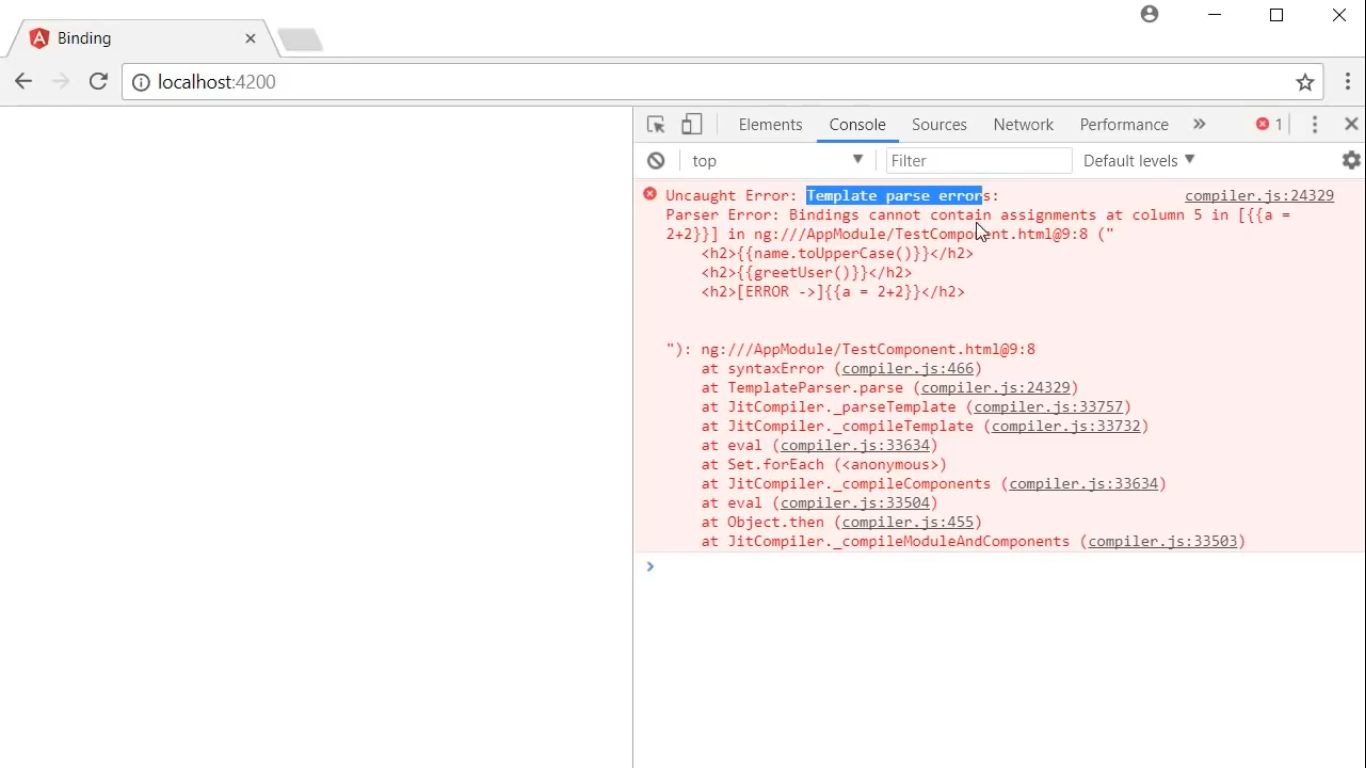 Binding
localhost:4200
Elements Console Sources Network Performance » 1
top Filter Default levels
Uncaught Error: Template parse errors: compiler.js:24329
Parser Error: Bindings cannot contain assignments at column 5 in [{{a =
2+2}}] in ng:///AppModule/TestComponent.html@9:8 ("
<h2>{{name.toUpperCase()}}</h2>
<h2>{{greetUser()}}</h2>
<h2>[ERROR ->]{{a = 2+2}}</h2>
"): ng:///AppModule/TestComponent.html@9:8
at syntaxError (compiler.js:466)
at TemplateParser.parse (compiler.js:24329)
at JitCompiler._parseTemplate (compiler.js:33757)
at JitCompiler._compileTemplate (compiler.js:33732)
at eval (compiler.js:33634)
at Set.forEach (<anonymous>)
at JitCompiler._compileComponents (compiler.js:33634)
at eval (compiler.js:33504)
at Object.then (compiler.js:455)
at JitCompiler._compileModuleAndComponents (compiler.js:33503)